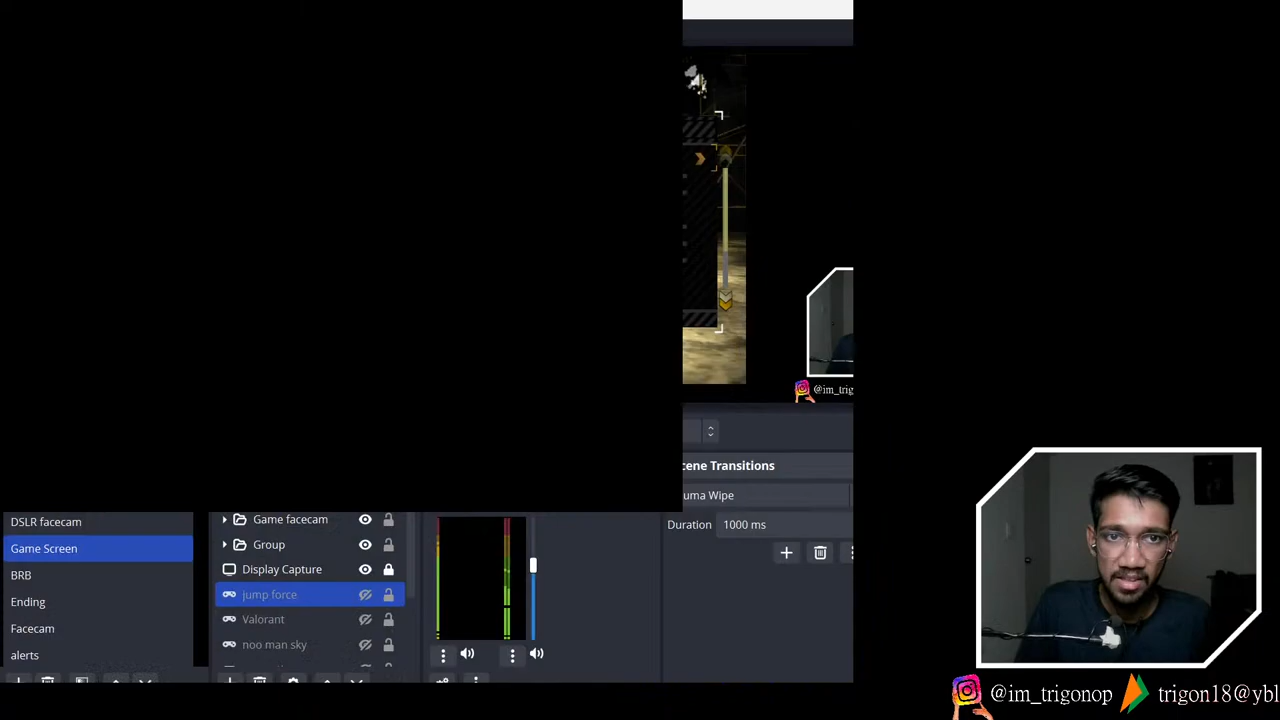 @im_trig
cene Transitions
uma Wipe
Duration 1000 ms
DSLR facecam
Game Screen
BRB
Ending
Facecam
alerts
Game facecam
Group
Display Capture
jump force
Valorant
noo man sky
@im_trigonop
trigon18@ybl